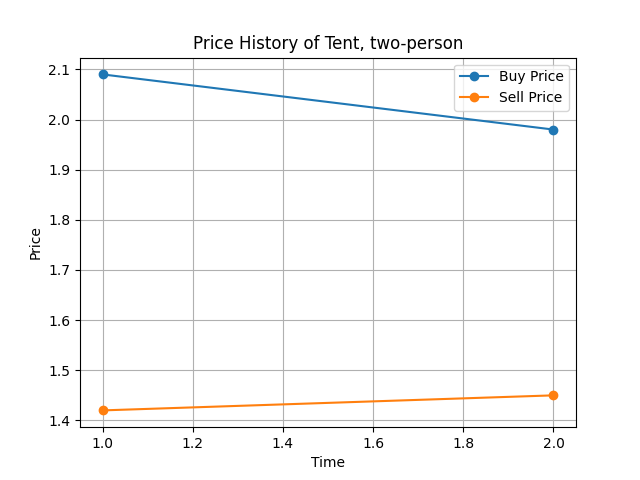 Price History of Tent, two-person
Buy Price
Sell Price
Price
2.1
2.0
1.9
1.8
1.7
1.6
1.5
1.4
1.0 1.2 1.4 1.6 1.8 2.0
Time